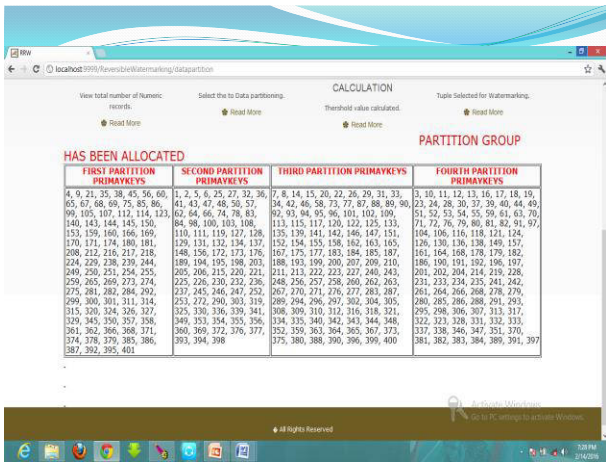 RRW
localhost:9999/ReversibleWatermarking/datapartition
View total number of Numeric
records.
Read More
Select the to Data partitioning.
Read More
CALCULATION
Thershold value calculated.
Read More
Tuple Selected for Watermarking.
Read More
PARTITION GROUP
HAS BEEN ALLOCATED
FIRST PARTITION
PRIMAYKEYS
4, 9, 21, 35, 38, 45, 56, 60,
65, 67, 68, 69, 75, 85, 86,
99, 105, 107, 112, 114, 123,
140, 143, 144, 145, 150,
153, 159, 160, 166, 169,
170, 171, 174, 180, 181,
208, 212, 216, 217, 218,
224, 229, 238, 239, 244,
249, 250, 251, 254, 255,
259, 265, 269, 273, 274,
275, 281, 282, 284, 292,
299, 300, 301, 311, 314,
315, 320, 324, 326, 327,
329, 345, 350, 357, 358,
361, 362, 366, 368, 371,
374, 378, 379, 385, 386,
387, 392, 395, 401
SECOND PARTITION
PRIMAYKEYS
1, 2, 5, 6, 25, 27, 32, 36,
41, 43, 47, 48, 50, 57,
62, 64, 66, 74, 78, 83,
84, 98, 100, 103, 108,
110, 111, 119, 127, 128,
129, 131, 132, 134, 137,
148, 156, 172, 173, 176,
189, 194, 195, 198, 203,
205, 206, 215, 220, 221,
225, 226, 230, 232, 236,
237, 245, 246, 247, 252,
253, 272, 290, 303, 319,
325, 330, 336, 339, 341,
349, 353, 354, 355, 356,
360, 369, 372, 376, 377,
393, 394, 398
THIRD PARTITION PRIMAYKEYS
7, 8, 14, 15, 20, 22, 26, 29, 31, 33,
34, 42, 46, 58, 73, 77, 87, 88, 89, 90,
92, 93, 94, 95, 96, 101, 102, 109,
113, 115, 117, 120, 122, 125, 133,
135, 139, 141, 142, 146, 147, 151,
152, 154, 155, 158, 162, 163, 165,
167, 175, 177, 183, 184, 185, 187,
188, 193, 199, 200, 207, 209, 210,
211, 213, 222, 223, 227, 240, 243,
248, 256, 257, 258, 260, 262, 263,
267, 270, 271, 276, 277, 283, 287,
289, 294, 296, 297, 302, 304, 305,
308, 309, 310, 312, 316, 318, 321,
334, 335, 340, 342, 343, 344, 348,
352, 359, 363, 364, 365, 367, 373,
375, 380, 388, 390, 396, 399, 400
FOURTH PARTITION
PRIMAYKEYS
3, 10, 11, 12, 13, 16, 17, 18, 19,
23, 24, 28, 30, 37, 39, 40, 44, 49,
51, 52, 53, 54, 55, 59, 61, 63, 70,
71, 72, 76, 79, 80, 81, 82, 91, 97,
104, 106, 116, 118, 121, 124,
126, 130, 136, 138, 149, 157,
161, 164, 168, 178, 179, 182,
186, 190, 191, 192, 196, 197,
201, 202, 204, 214, 219, 228,
231, 233, 234, 235, 241, 242,
261, 264, 266, 268, 278, 279,
280, 285, 286, 288, 291, 293,
295, 298, 306, 307, 313, 317,
322, 323, 328, 331, 332, 333,
337, 338, 346, 347, 351, 370,
381, 382, 383, 384, 389, 391, 397
Activate Windows
Go to PC settings to activate Windows.
All Rights Reserved
7:28 PM
2/14/2016